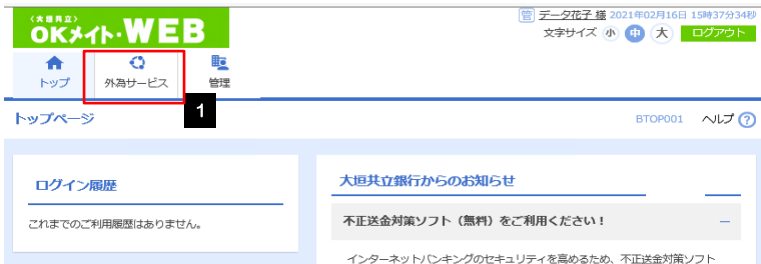 <大垣共立>
OKメイト・WEB
管 データ花子 様 2021年02月16日 15時37分34秒
文字サイズ 小 中 大 ログアウト
トップ 外為サービス 管理
1
トップページ BTOP001 ヘルプ ?
ログイン履歴
これまでのご利用履歴はありません。
大垣共立銀行からのお知らせ
不正送金対策ソフト（無料）をご利用ください！ －
インターネットバンキングのセキュリティを高めるため、不正送金対策ソフト